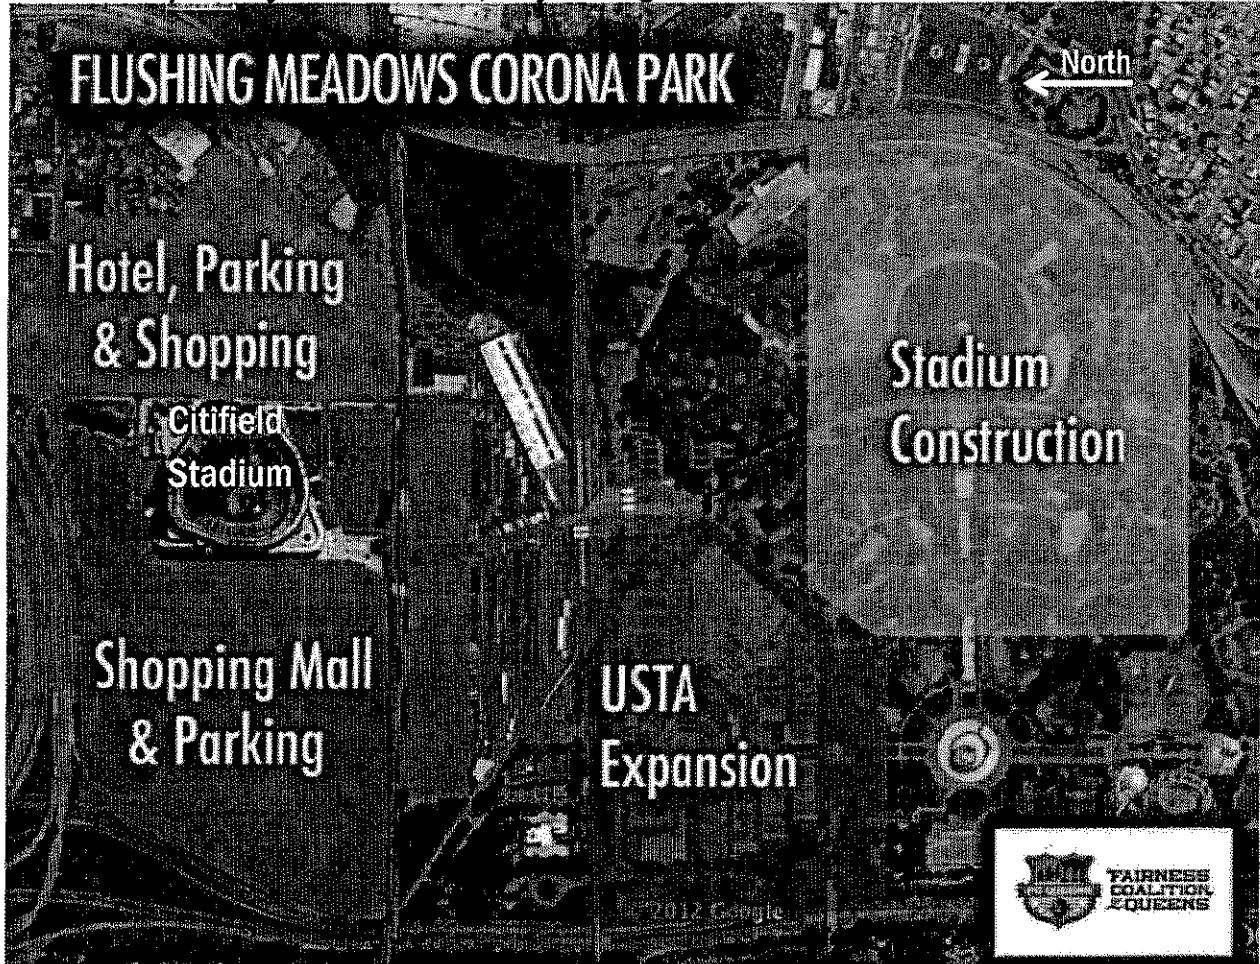 FLUSHING MEADOWS CORONA PARK
North
Hotel, Parking
& Shopping
Citifield
Stadium
Stadium
Construction
Shopping Mall
& Parking
USTA
Expansion
2012 Google
FAIRNESS
COALITION
of QUEENS